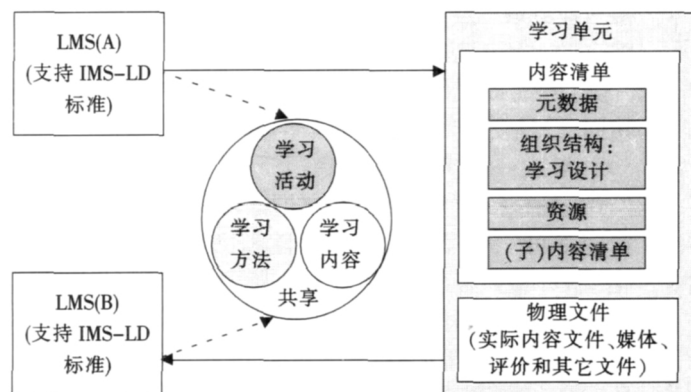 LMS(A)
(支持 IMS-LD
标准)
学习
活动
学习
方法
学习
内容
共享
LMS(B)
(支持 IMS-LD
标准)
学习单元
内容清单
元数据
组织结构:
学习设计
资源
(子)内容清单
物理文件
(实际内容文件、媒体、
评价和其它文件)